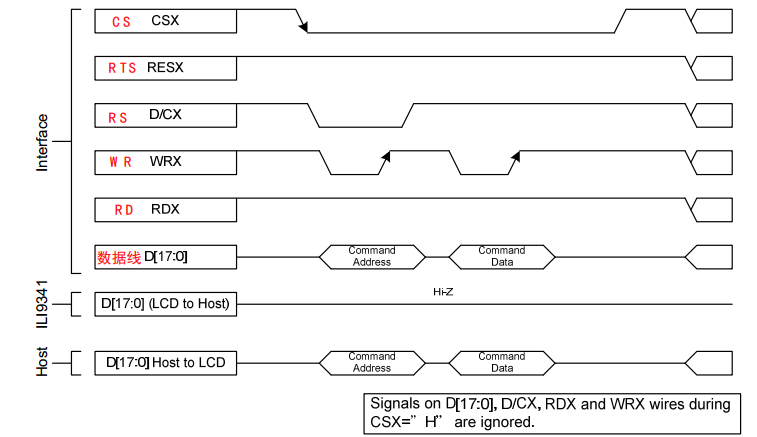 CS CSX
RTS RESX
RS D/CX
WR WRX
RD RDX
数据线 D[17:0]
Command
Address
Command
Data
Interface
Hi-Z
D[17:0] (LCD to Host)
ILI9341
D[17:0] Host to LCD
Command
Address
Command
Data
Host
Signals on D[17:0], D/CX, RDX and WRX wires during
CSX=”H” are ignored.